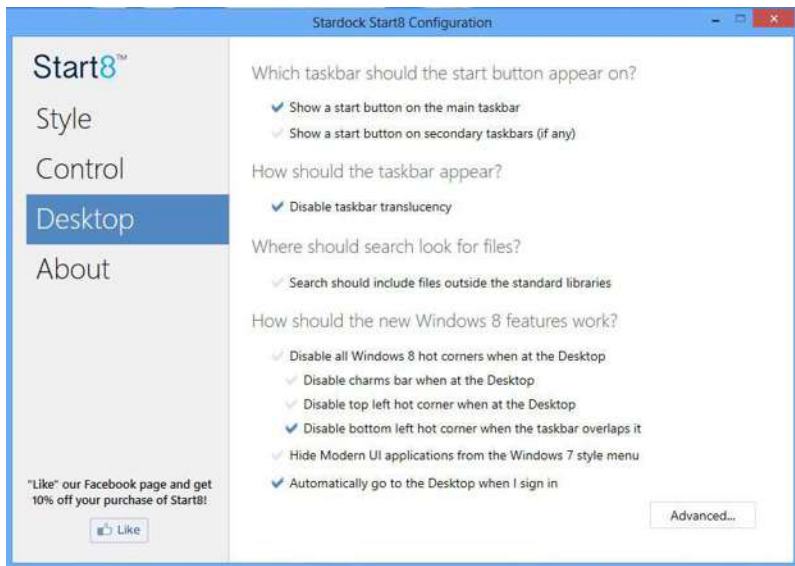 Stardock Start8 Configuration
Start8™
Style
Control
Desktop
About
"Like" our Facebook page and get
10% off your purchase of Start8!
Like
Which taskbar should the start button appear on?
Show a start button on the main taskbar
Show a start button on secondary taskbars (if any)
How should the taskbar appear?
Disable taskbar translucency
Where should search look for files?
Search should include files outside the standard libraries
How should the new Windows 8 features work?
Disable all Windows 8 hot corners when at the Desktop
Disable charms bar when at the Desktop
Disable top left hot corner when at the Desktop
Disable bottom left hot corner when the taskbar overlaps it
Hide Modern UI applications from the Windows 7 style menu
Automatically go to the Desktop when I sign in
Advanced...